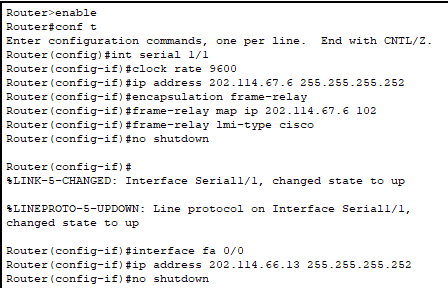 Router>enable
Router#conf t
Enter configuration commands, one per line.  End with CNTL/Z.
Router(config)#int serial 1/1
Router(config-if)#clock rate 9600
Router(config-if)#ip address 202.114.67.6 255.255.255.252
Router(config-if)#encapsulation frame-relay
Router(config-if)#frame-relay map ip 202.114.67.6 102
Router(config-if)#frame-relay lmi-type cisco
Router(config-if)#no shutdown
Router(config-if)#
%LINK-5-CHANGED: Interface Serial1/1, changed state to up
%LINEPROTO-5-UPDOWN: Line protocol on Interface Serial1/1,
changed state to up
Router(config-if)#interface fa 0/0
Router(config-if)#ip address 202.114.66.13 255.255.255.252
Router(config-if)#no shutdown